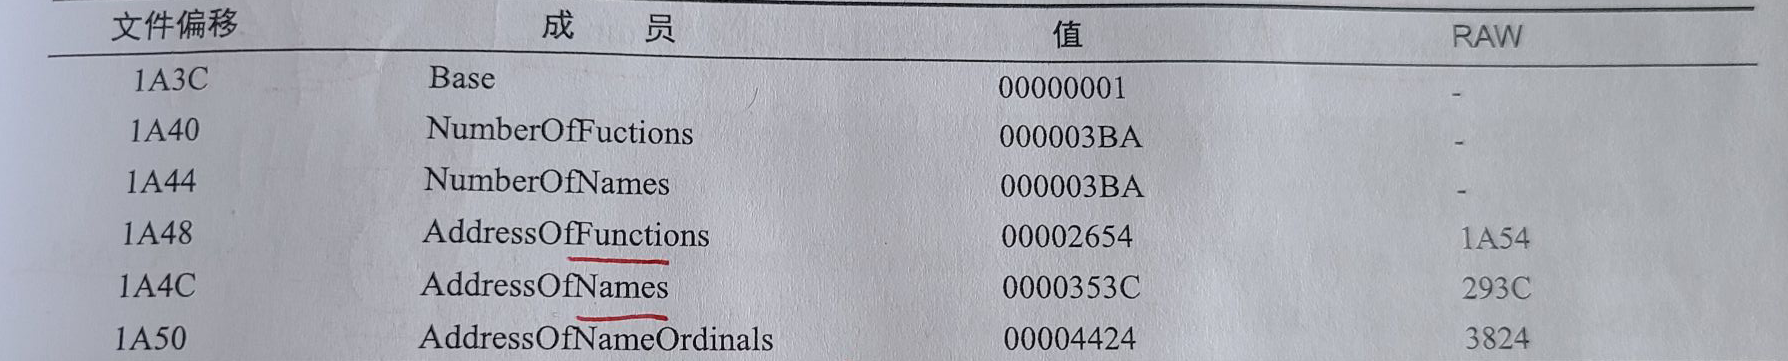 文件偏移 成 员 值 RAW
1A3C Base 00000001 -
1A40 NumberOfFuctions 000003BA -
1A44 NumberOfNames 000003BA -
1A48 AddressOfFunctions 00002654 1A54
1A4C AddressOfNames 0000353C 293C
1A50 AddressOfNameOrdinals 00004424 3824